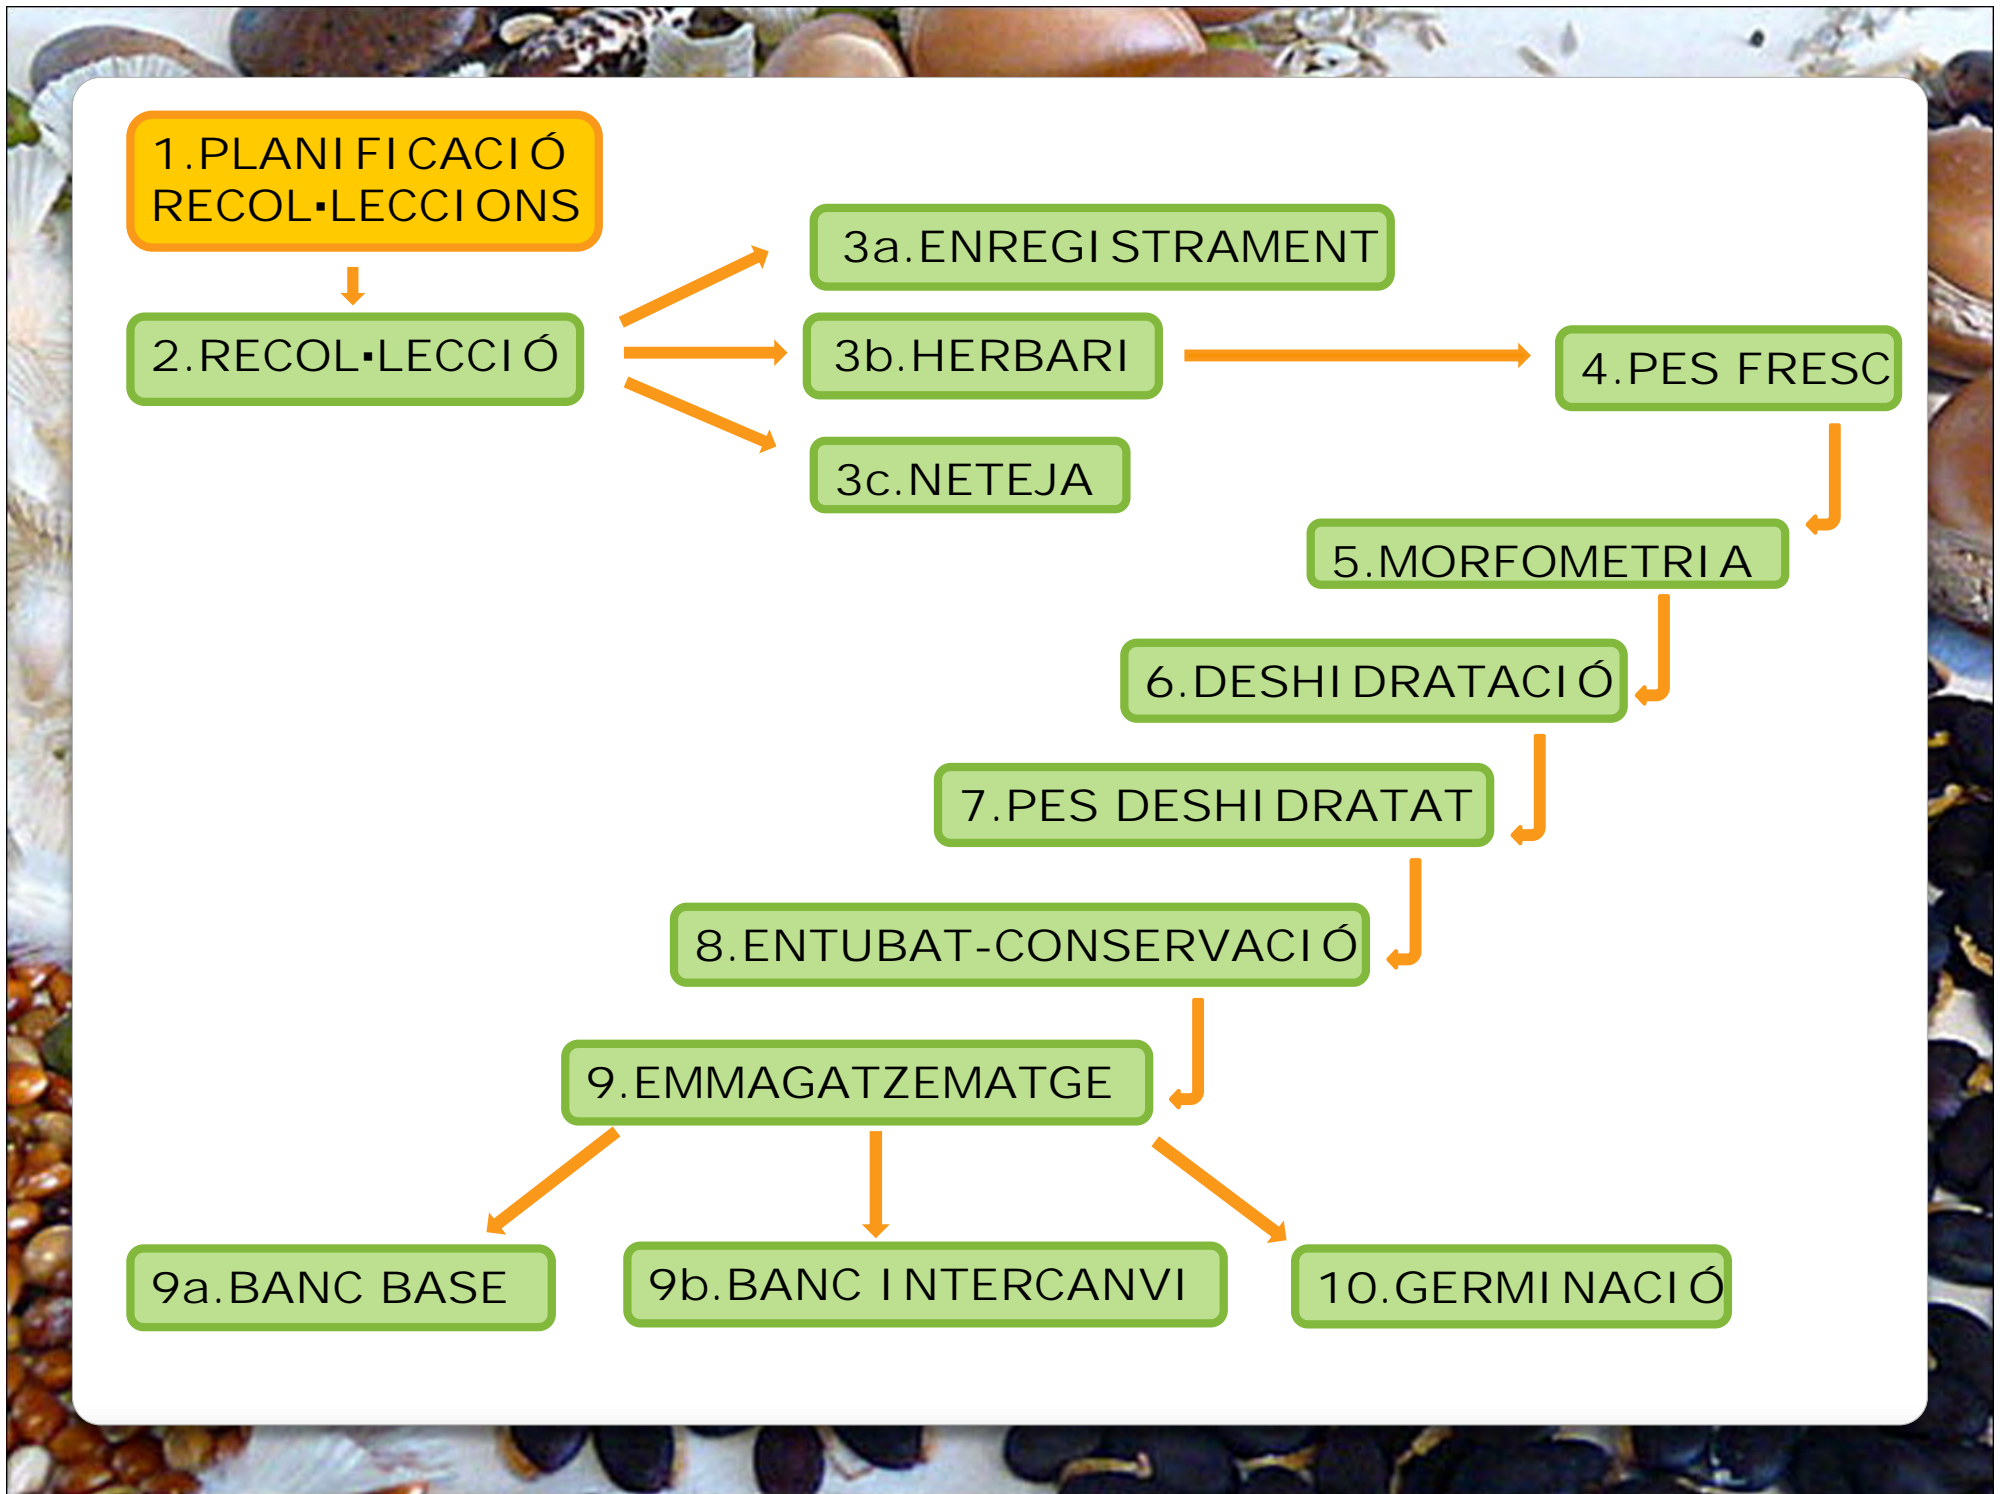 1.PLANIFICACIÓ
RECOL▪LECCIONS
2.RECOL▪LECCIÓ
3a.ENREGISTRAMENT
3b.HERBARI
3c.NETEJA
4.PES FRESC
5.MORFOMETRIA
6.DESHIDRATACIÓ
7.PES DESHIDRATAT
8.ENTUBAT-CONSERVACIÓ
9.EMMAGATZEMATGE
9a.BANC BASE
9b.BANC INTERCANVI
10.GERMINACIÓ